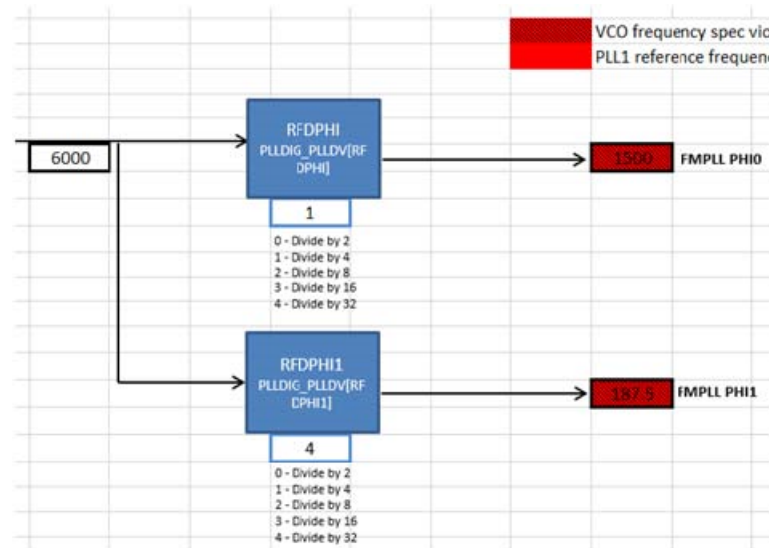 VCO frequency spec vio
PLL1 reference frequenc
RFDPHI
PLLDIG_PLLDV[RF
DPHI]
6000
1500
FMPLL PHI0
1
0 - Divide by 2
1 - Divide by 4
2 - Divide by 8
3 - Divide by 16
4 - Divide by 32
RFDPHI1
PLLDIG_PLLDV[RF
DPHI1]
187.5
FMPLL PHI1
4
0 - Divide by 2
1 - Divide by 4
2 - Divide by 8
3 - Divide by 16
4 - Divide by 32